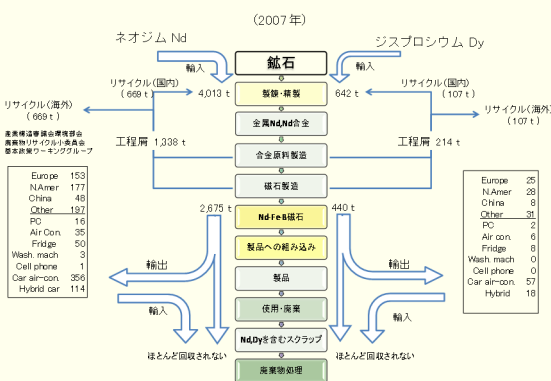 （2007年）
ネオジム Nd
ジスプロシウム Dy
鉱石
輸入
輸入
リサイクル(国内)
（669 t）
4,013 t
製錬・精製
642 t
リサイクル(国内)
（107 t）
リサイクル(海外)
（669 t）
リサイクル(海外)
（107 t）
産業構造審議会環境部会
廃棄物リサイクル小委員会
基本政策ワーキンググループ
金属Nd,Nd合金
工程屑 1,338 t
工程屑 214 t
合金原料製造
磁石製造
2,675 t
Nd-Fe-B磁石
440 t
Europe 153
N.Amer 177
China 48
Other 197
PC 16
Air Con. 35
Fridge 50
Wash. mach 3
Cell phone 1
Car air-con. 356
Hybrid car 114
Europe 25
N.Amer 28
China 8
Other 31
PC 2
Air con. 6
Fridge 8
Wash. mach 0
Cell phone 0
Car air-con. 57
Hybrid 18
製品への組み込み
輸出
製品
輸出
輸入
使用・廃棄
輸入
Nd,Dyを含むスクラップ
ほとんど回収されない
ほとんど回収されない
廃棄物処理